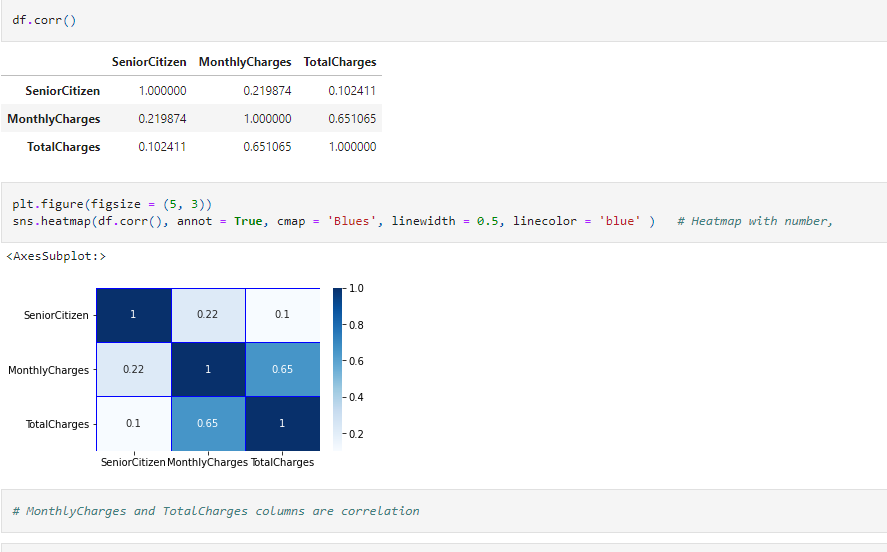 df.corr()
SeniorCitizen MonthlyCharges TotalCharges
SeniorCitizen 1.000000 0.219874 0.102411
MonthlyCharges 0.219874 1.000000 0.651065
TotalCharges 0.102411 0.651065 1.000000
plt.figure(figsize = (5, 3))
sns.heatmap(df.corr(), annot = True, cmap = 'Blues', linewidth = 0.5, linecolor = 'blue' ) # Heatmap with number,
<AxesSubplot:>
1.0
SeniorCitizen 1 0.22 0.1
0.8
MonthlyCharges 0.22 1 0.65
0.6
0.4
TotalCharges 0.1 0.65 1
0.2
SeniorCitizen MonthlyCharges TotalCharges
# MonthlyCharges and TotalCharges columns are correlation